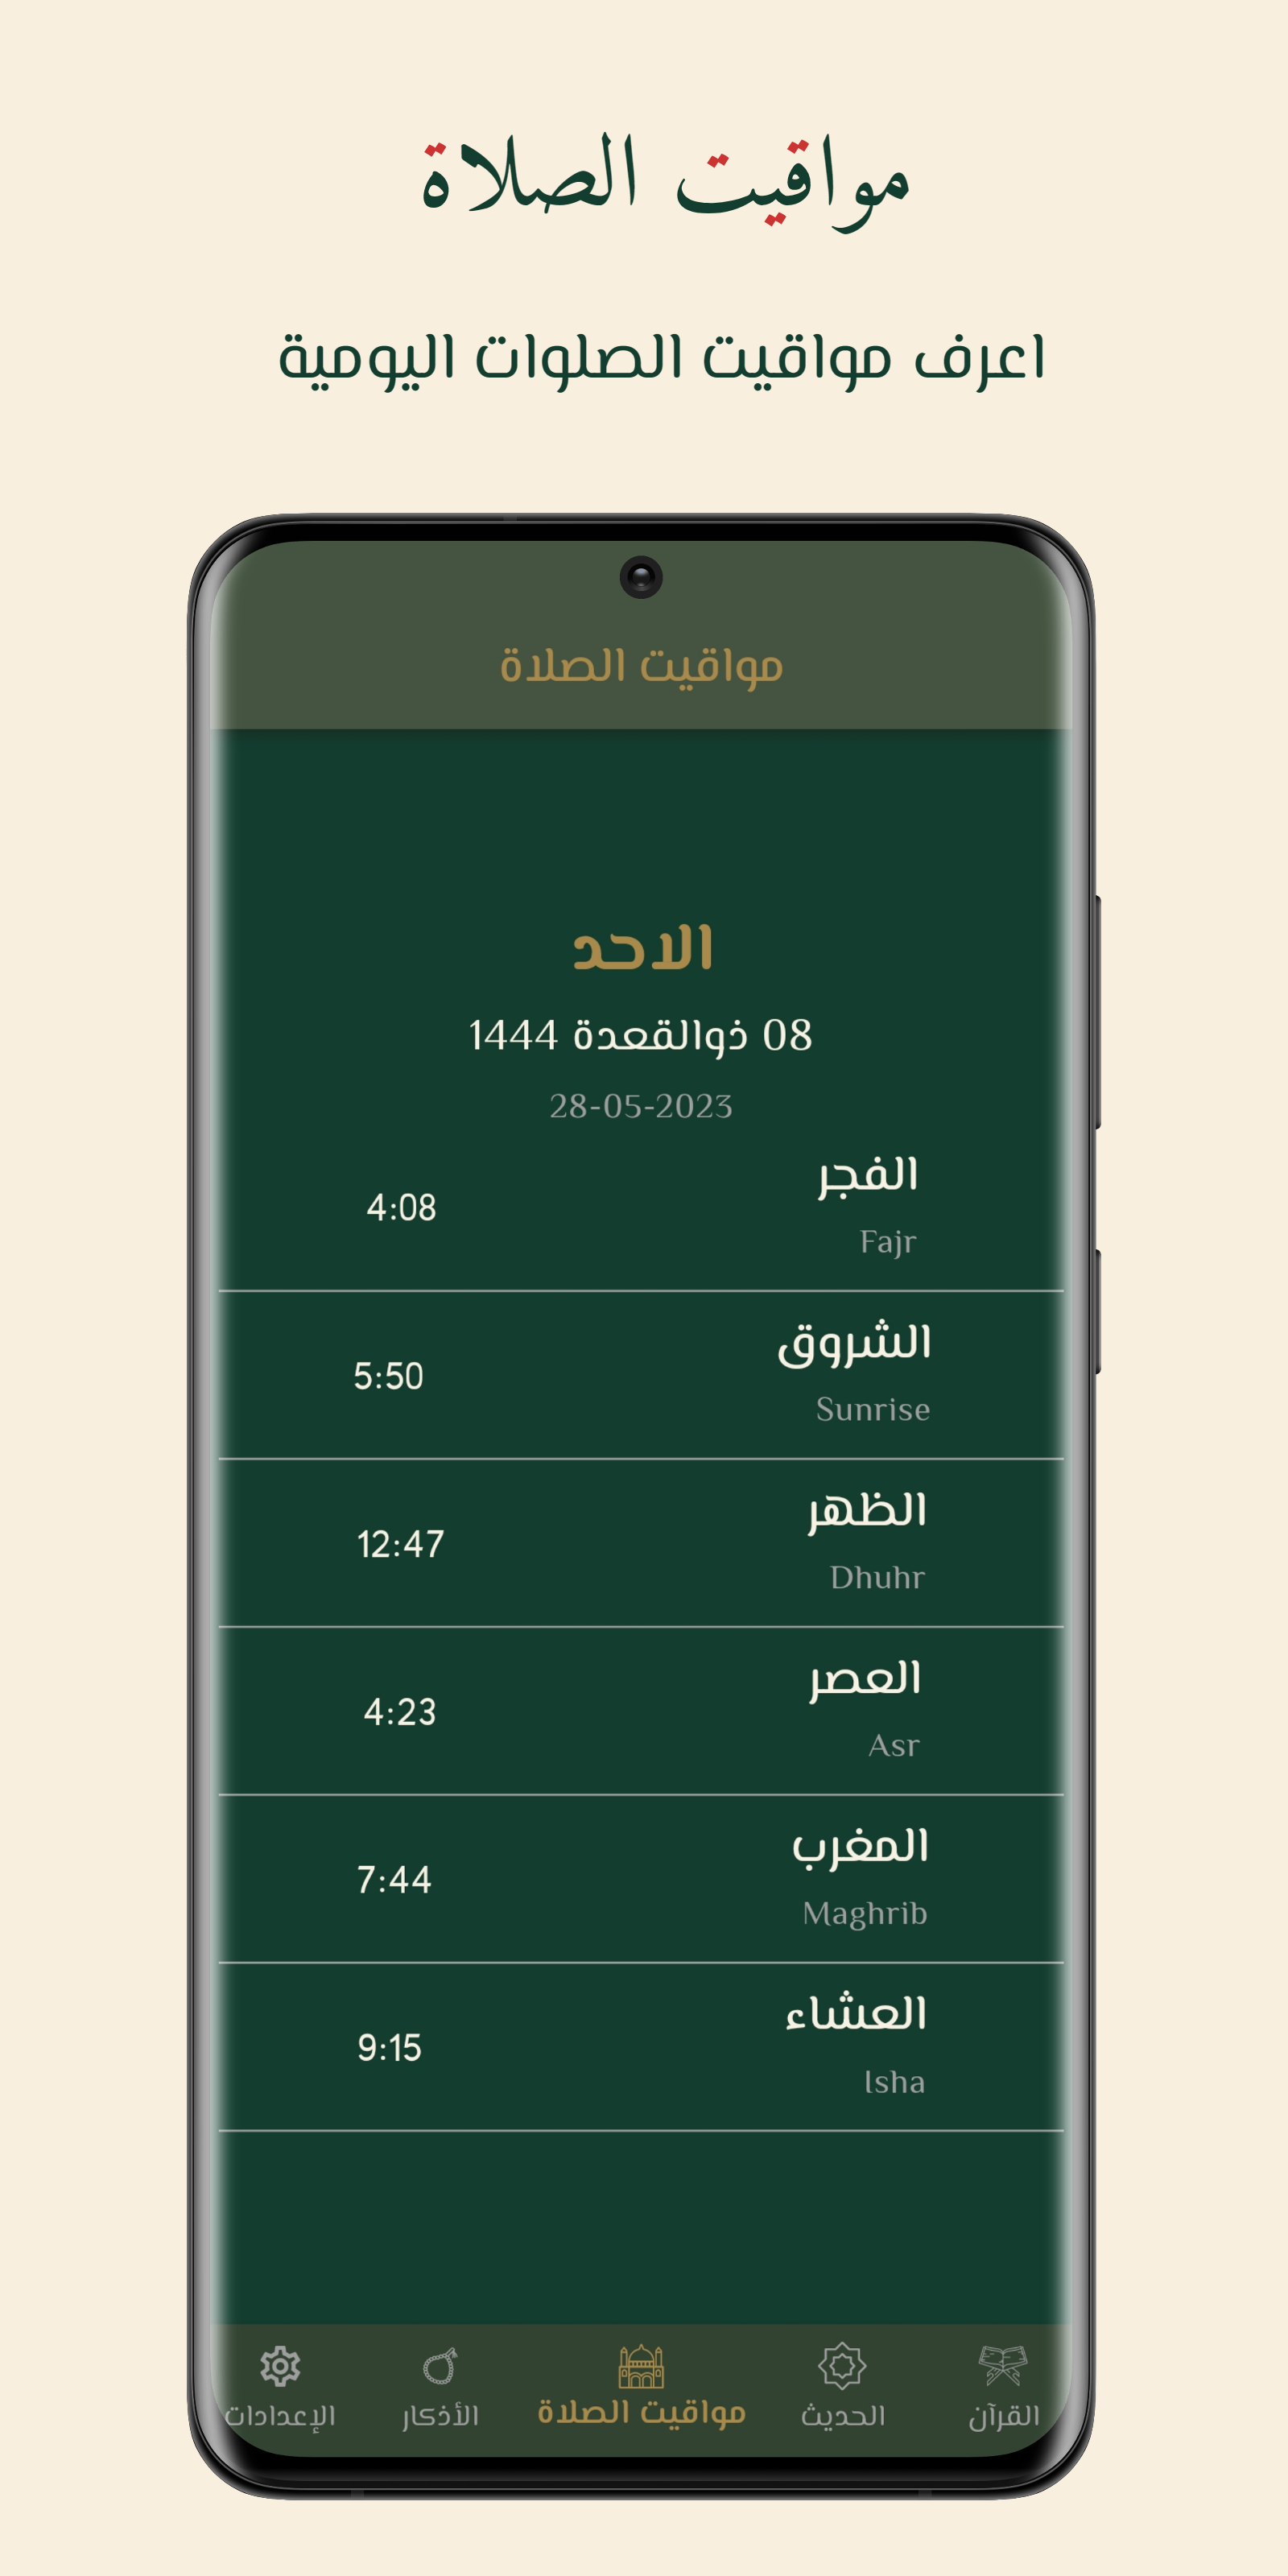 مواقيت الصلاة
اعرف مواقيت الصلوات اليومية
مواقيت الصلاة
الاحد
08 ذوالقعدة 1444
28-05-2023
الفجر
4:08
Fajr
الشروق
5:50
Sunrise
الظهر
12:47
Dhuhr
العصر
4:23
Asr
المغرب
7:44
Maghrib
العشاء
9:15
Isha
القرآن الحديث مواقيت الصلاة الأذكار الإعدادات